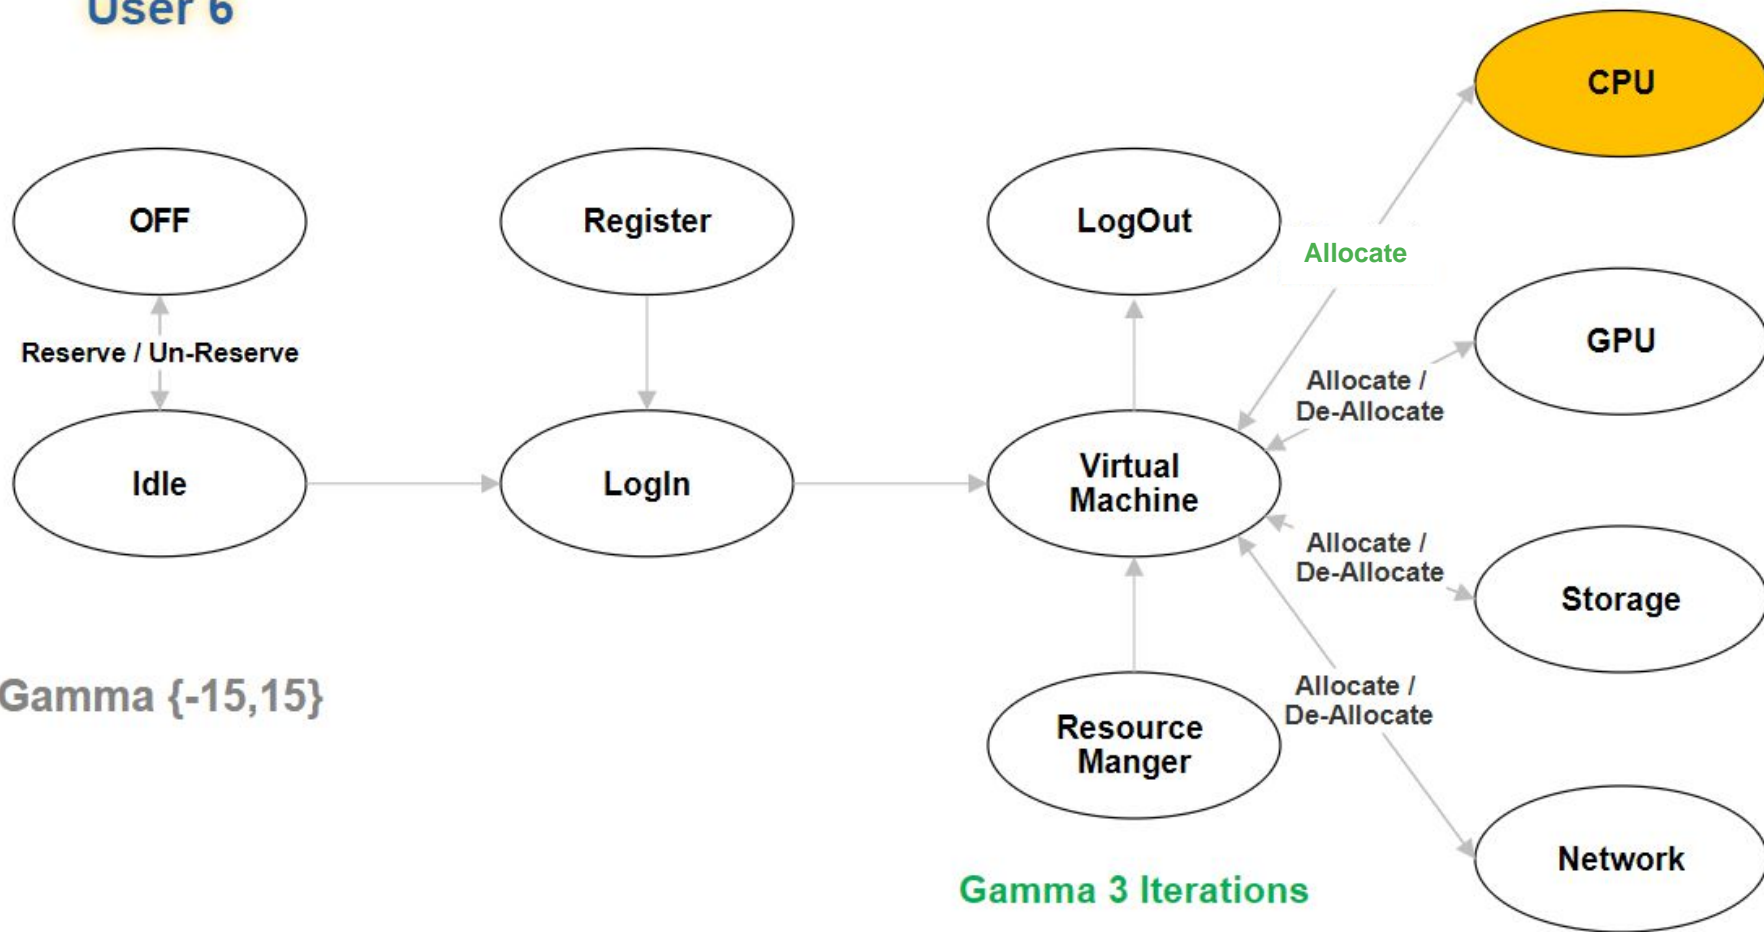 User 6
CPU
OFF
Register
LogOut
Allocate
Reserve / Un-Reserve
GPU
Allocate /
De-Allocate
Idle
LogIn
Virtual
Machine
Allocate /
De-Allocate
Storage
Gamma {-15,15}
Resource
Manger
Allocate /
De-Allocate
Network
Gamma 3 Iterations